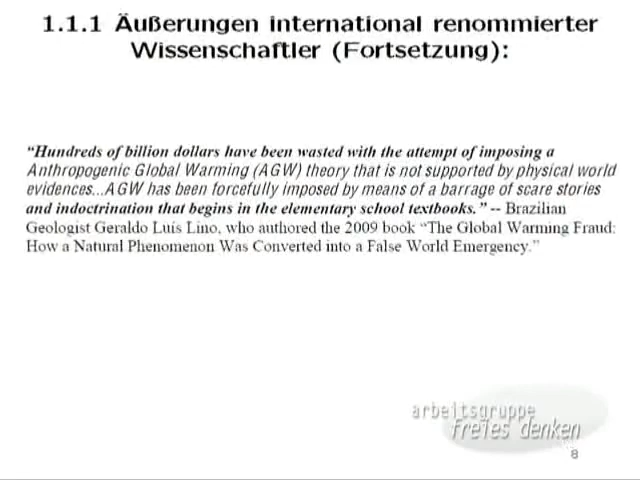 1.1.1 Äußerungen international renommierter
Wissenschaftler (Fortsetzung):
“Hundreds of billion dollars have been wasted with the attempt of imposing a
Anthropogenic Global Warming (AGW) theory that is not supported by physical world
evidences...AGW has been forcefully imposed by means of a barrage of scare stories
and indoctrination that begins in the elementary school textbooks.” -- Brazilian
Geologist Geraldo Luís Lino, who authored the 2009 book “The Global Warming Fraud:
How a Natural Phenomenon Was Converted into a False World Emergency.”
arbeitsgruppe
freies denken
8